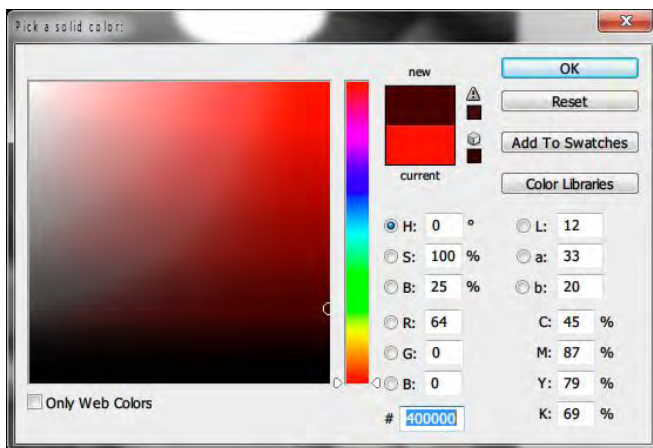 Pick a solid color:
new
current
OK
Reset
Add To Swatches
Color Libraries
H: 0 °
S: 100 %
B: 25 %
R: 64
G: 0
B: 0
# 400000
L: 12
a: 33
b: 20
C: 45 %
M: 87 %
Y: 79 %
K: 69 %
Only Web Colors